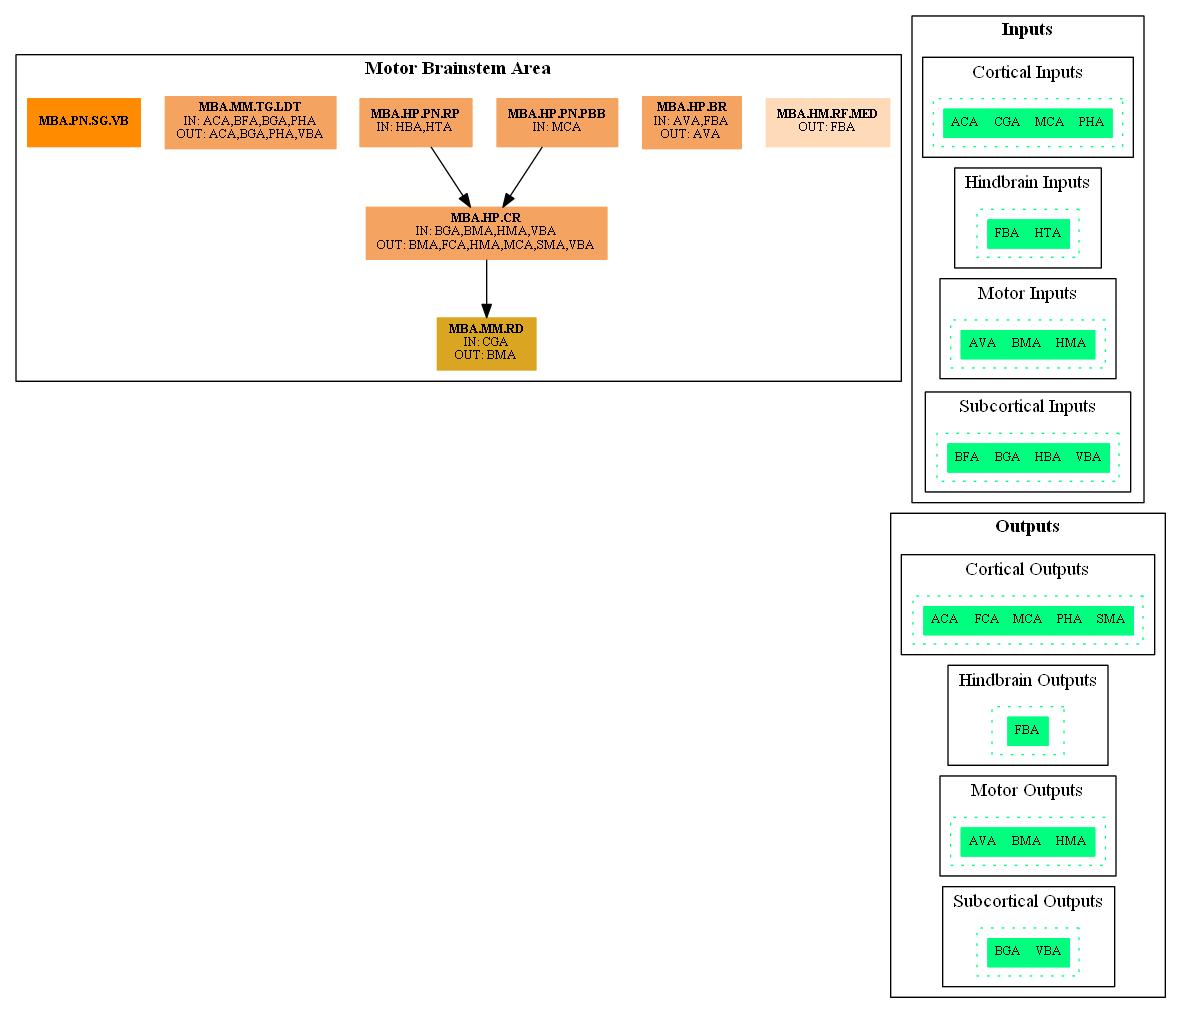 Motor Brainstem Area
MBA.PN.SG.VB
MBA.MM.TG.LDT
IN: ACA,BFA,BGA,PHA
OUT: ACA,BGA,PHA,VBA
MBA.HP.PN.RP
IN: HBA,HTA
MBA.HP.PN.PBB
IN: MCA
MBA.HP.BR
IN: AVA,FBA
OUT: AVA
MBA.HM.RF.MED
OUT: FBA
MBA.HP.CR
IN: BGA,BMA,HMA,VBA
OUT: BMA,FCA,HMA,MCA,SMA,VBA
MBA.MM.RD
IN: CGA
OUT: BMA
Inputs
Cortical Inputs
ACA CGA MCA PHA
Hindbrain Inputs
FBA HTA
Motor Inputs
AVA BMA HMA
Subcortical Inputs
BFA BGA HBA VBA
Outputs
Cortical Outputs
ACA FCA MCA PHA SMA
Hindbrain Outputs
FBA
Motor Outputs
AVA BMA HMA
Subcortical Outputs
BGA VBA